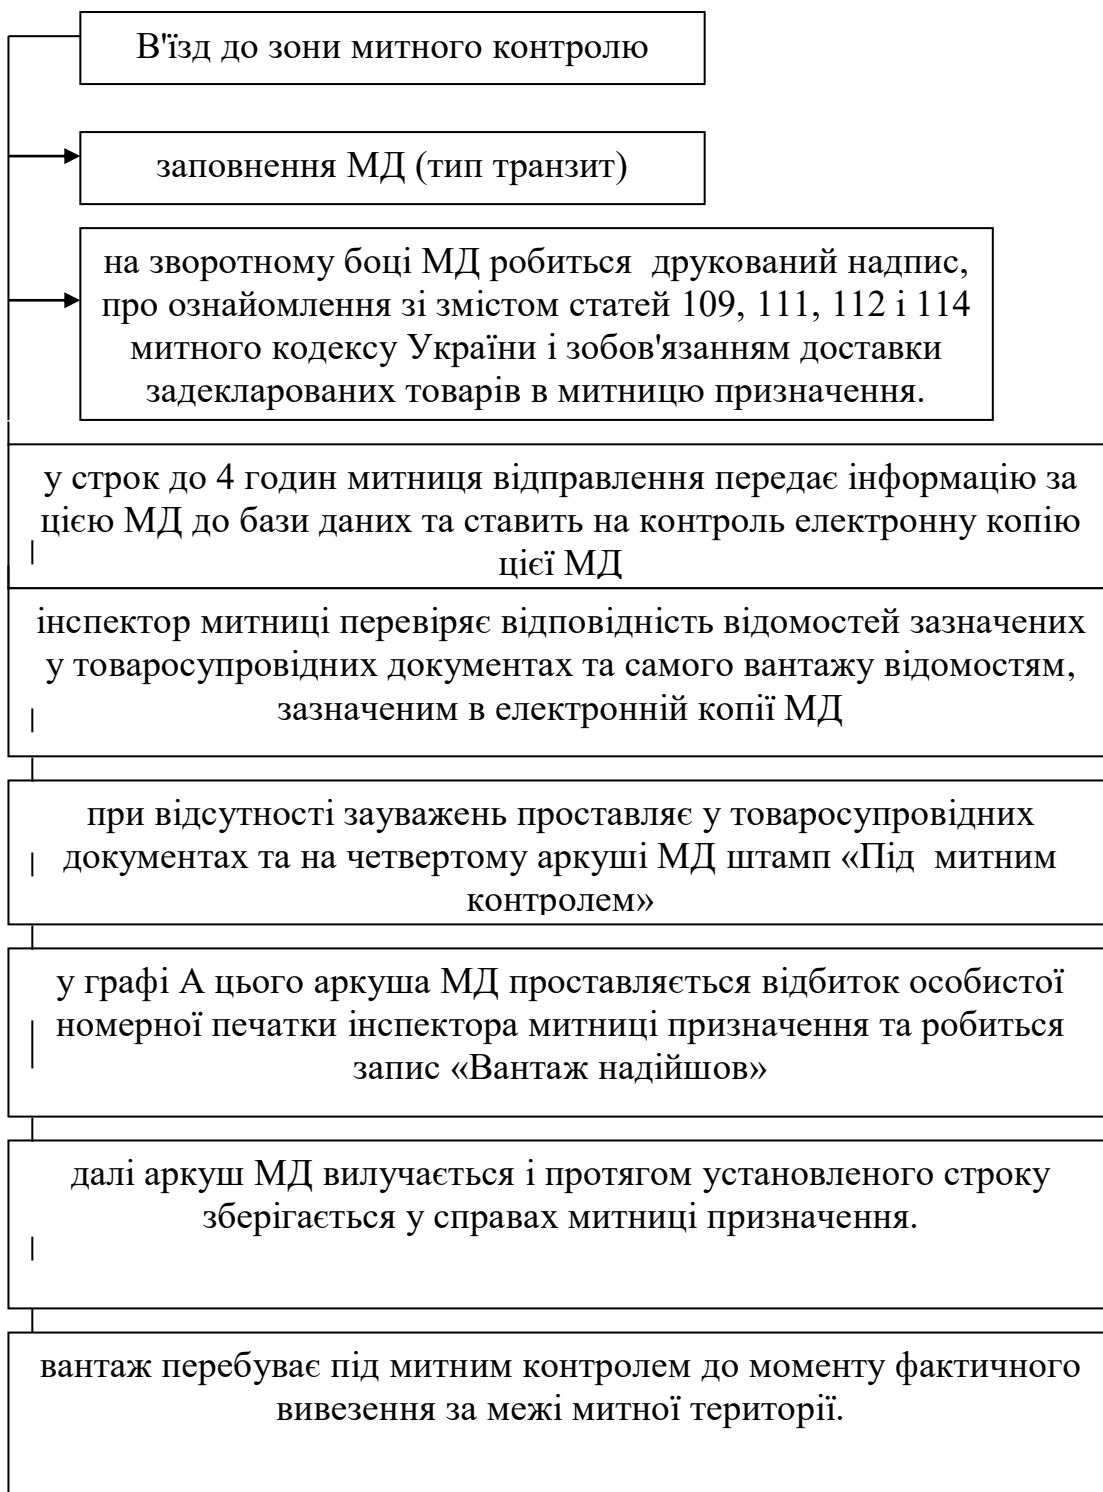 В'їзд до зони митного контролю
заповнення МД (тип транзит)
на зворотному боці МД робиться друкований надпис,
про ознайомлення зі змістом статей 109, 111, 112 і 114
митного кодексу України і зобов'язанням доставки
задекларованих товарів в митницю призначення.
у строк до 4 годин митниця відправлення передає інформацію за
цією МД до бази даних та ставить на контроль електронну копію
цієї МД
інспектор митниці перевіряє відповідність відомостей зазначених
у товаросупровідних документах та самого вантажу відомостям,
зазначеним в електронній копії МД
при відсутності зауважень проставляє у товаросупровідних
документах та на четвертому аркуші МД штамп «Під митним
контролем»
у графі А цього аркуша МД проставляється відбиток особистої
номерної печатки інспектора митниці призначення та робиться
запис «Вантаж надійшов»
далі аркуш МД вилучається і протягом установленого строку
зберігається у справах митниці призначення.
вантаж перебуває під митним контролем до моменту фактичного
вивезення за межі митної території.